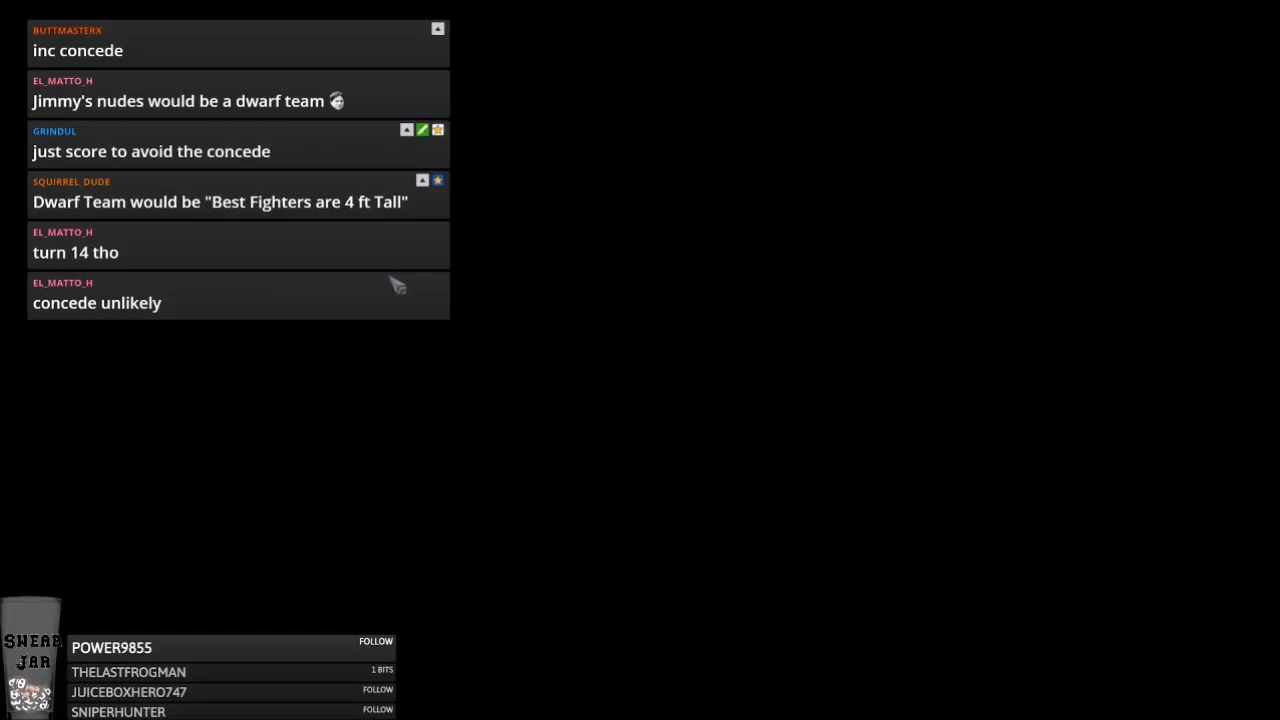 BUTTMASTERX
inc concede
EL_MATTO_H
Jimmy's nudes would be a dwarf team
GRINDUL
just score to avoid the concede
SQUIRREL_DUDE
Dwarf Team would be "Best Fighters are 4 ft Tall"
EL_MATTO_H
turn 14 tho
EL_MATTO_H
concede unlikely
SWEAR
JAR
POWER9855 FOLLOW
THELASTFROGMAN 1 BITS
JUICEBOXHERO747 FOLLOW
SNIPERHUNTER FOLLOW